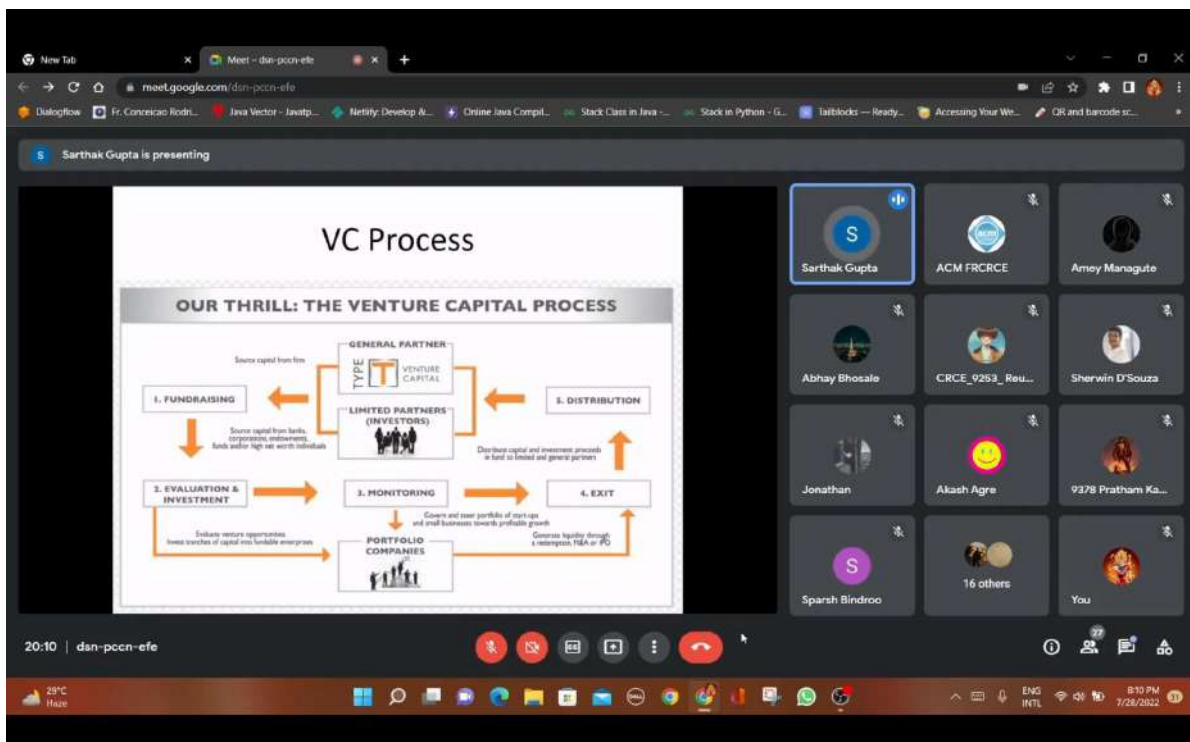 New Tab
Meet – dsn-pccn-efe
meet.google.com/dsn-pccn-efe
Dialogflow
Fr. Conceicao Rodri...
Java Vector - Javatp...
Netlify: Develop &...
Online Java Compil...
Stack Class in Java -...
Stack in Python - G...
Tailblocks — Ready...
Accessing Your We...
QR and barcode sc...
S
Sarthak Gupta is presenting
VC Process
OUR THRILL: THE VENTURE CAPITAL PROCESS
GENERAL PARTNER
Source capital from firm
TYPE T VENTURE
CAPITAL
1. FUNDRAISING
5. DISTRIBUTION
LIMITED PARTNERS
(INVESTORS)
Source capital from banks,
corporations, endowments,
funds and/or high net worth individuals
Distribute capital and investment proceeds
in fund to limited and general partners
2. EVALUATION &
INVESTMENT
3. MONITORING
4. EXIT
Govern and steer portfolio of start-ups
and small businesses towards profitable growth
Evaluate venture opportunities
Invest tranches of capital into fundable enterprises
PORTFOLIO
COMPANIES
Generate liquidity through
a redemption, M&A or IPO
S
Sarthak Gupta
acm
ACM FRCRCE
Amey Managute
Abhay Bhosale
CRCE_9253_Reu...
Sherwin D'Souza
Jonathan
Akash Agre
9378 Pratham Ka...
S
Sparsh Bindroo
16 others
You
20:10 | dsn-pccn-efe
27
29°C
Haze
ENG
INTL
8:10 PM
7/28/2022